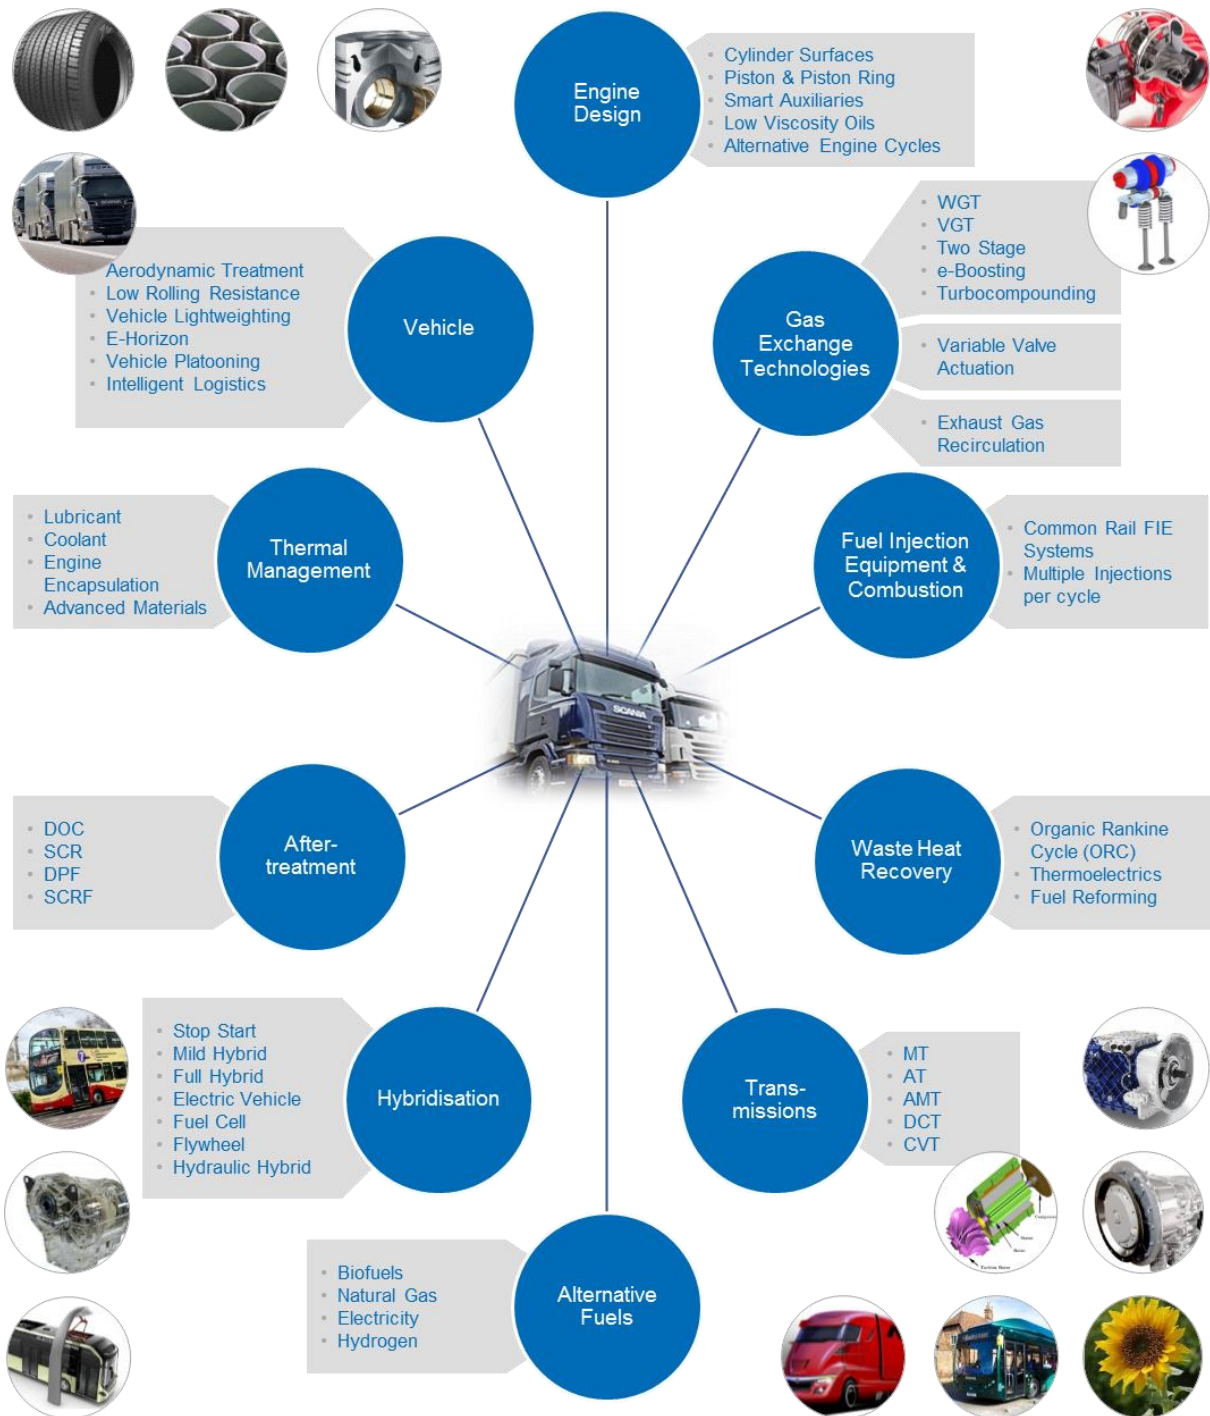 Engine
Design
Cylinder Surfaces
Piston & Piston Ring
Smart Auxiliaries
Low Viscosity Oils
Alternative Engine Cycles
Vehicle
Aerodynamic Treatment
Low Rolling Resistance
Vehicle Lightweighting
E-Horizon
Vehicle Platooning
Intelligent Logistics
Gas
Exchange
Technologies
WGT
VGT
Two Stage
e-Boosting
Turbocompounding
Variable Valve
Actuation
Exhaust Gas
Recirculation
Thermal
Management
Lubricant
Coolant
Engine
Encapsulation
Advanced Materials
Fuel Injection
Equipment &
Combustion
Common Rail FIE
Systems
Multiple Injections
per cycle
SCANIA
After-
treatment
DOC
SCR
DPF
SCRF
Waste Heat
Recovery
Organic Rankine
Cycle (ORC)
Thermoelectrics
Fuel Reforming
Hybridisation
Stop Start
Mild Hybrid
Full Hybrid
Electric Vehicle
Fuel Cell
Flywheel
Hydraulic Hybrid
Trans-
missions
MT
AT
AMT
DCT
CVT
Alternative
Fuels
Biofuels
Natural Gas
Electricity
Hydrogen